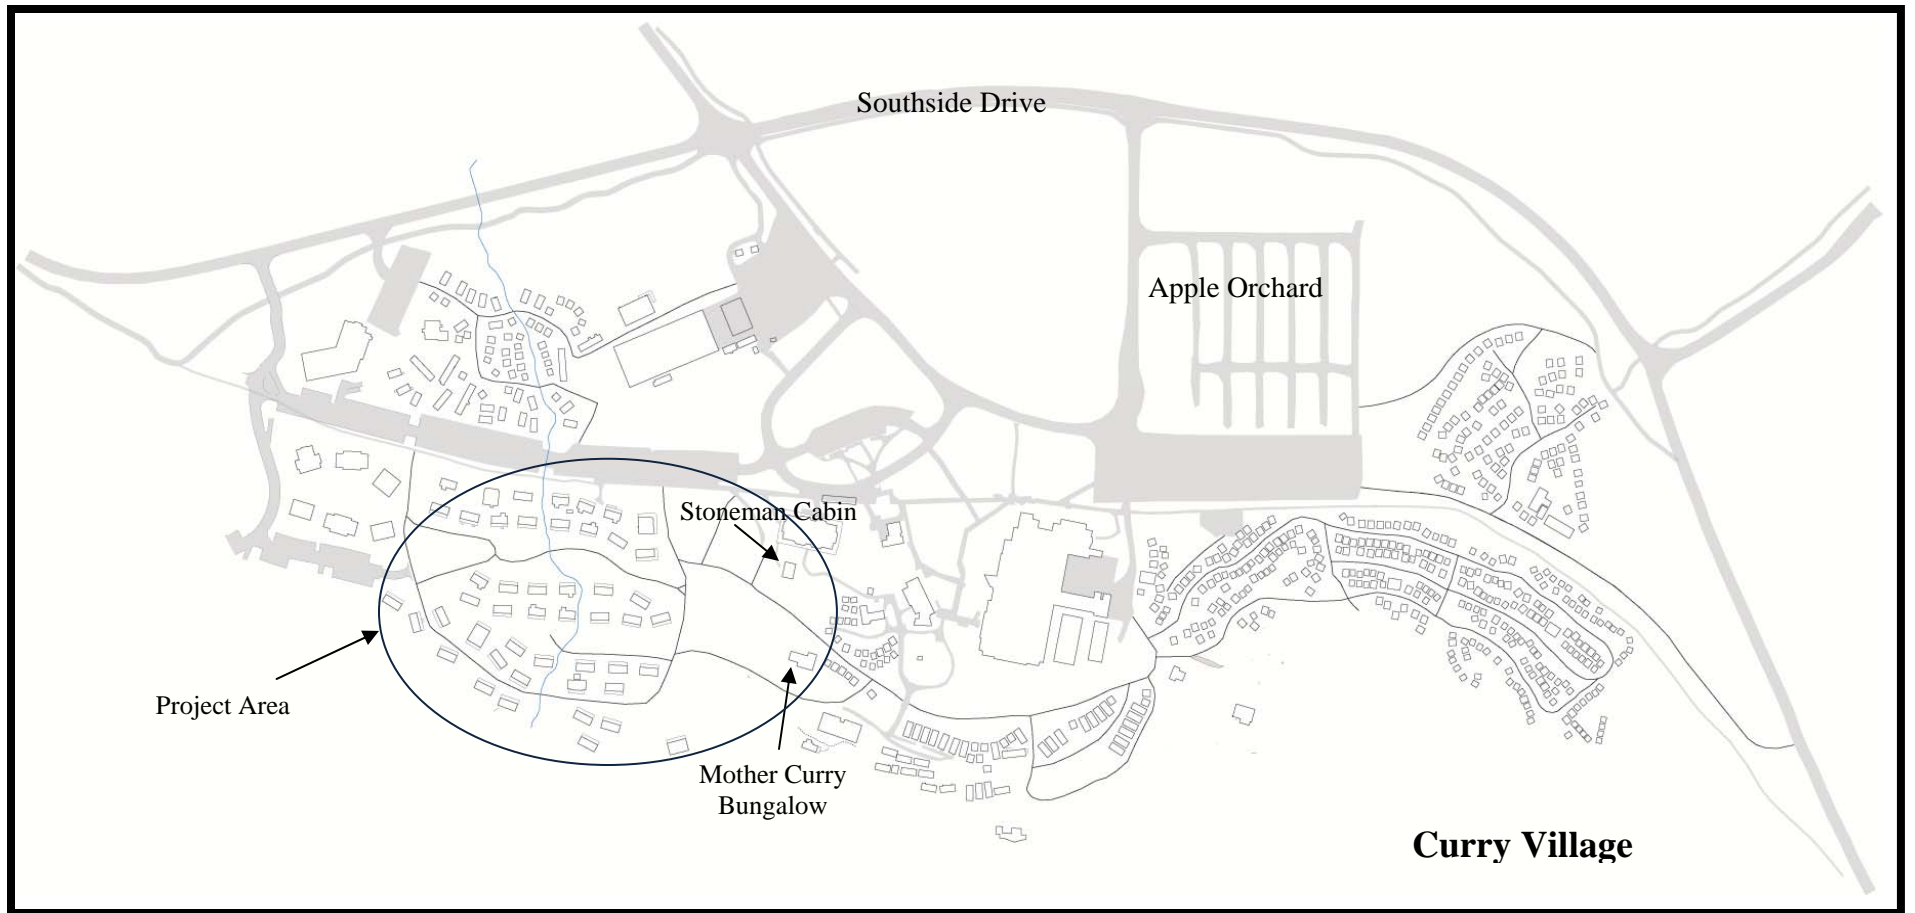 Southside Drive
Apple Orchard
Stoneman Cabin
Project Area
Mother Curry
Bungalow
Curry Village